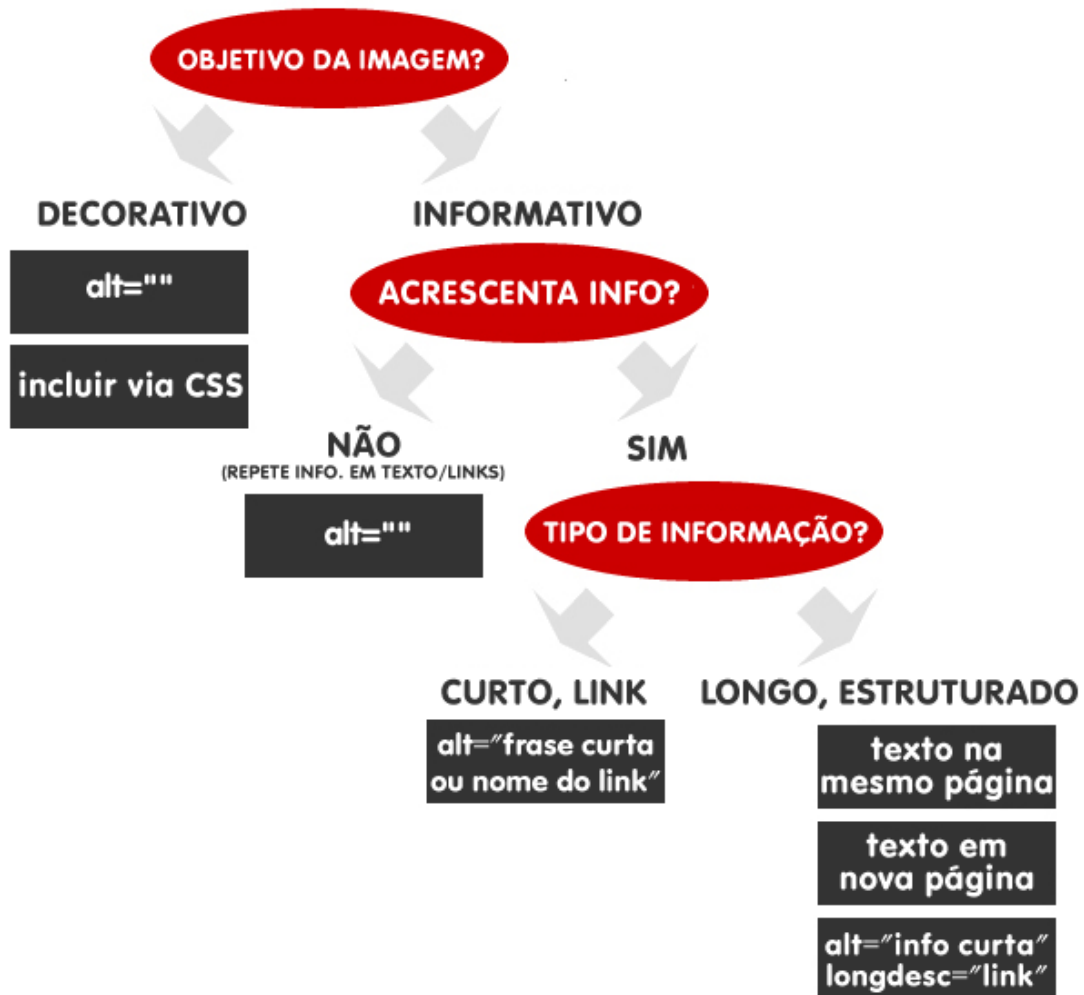 OBJETIVO DA IMAGEM?
DECORATIVO
alt=""
incluir via CSS
INFORMATIVO
ACRESCENTA INFO?
NÃO
(REPETE INFO. EM TEXTO/LINKS)
alt=""
SIM
TIPO DE INFORMAÇÃO?
CURTO, LINK
alt="frase curta
ou nome do link"
LONGO, ESTRUTURADO
texto na
mesmo página
texto em
nova página
alt="info curta"
longdesc="link"